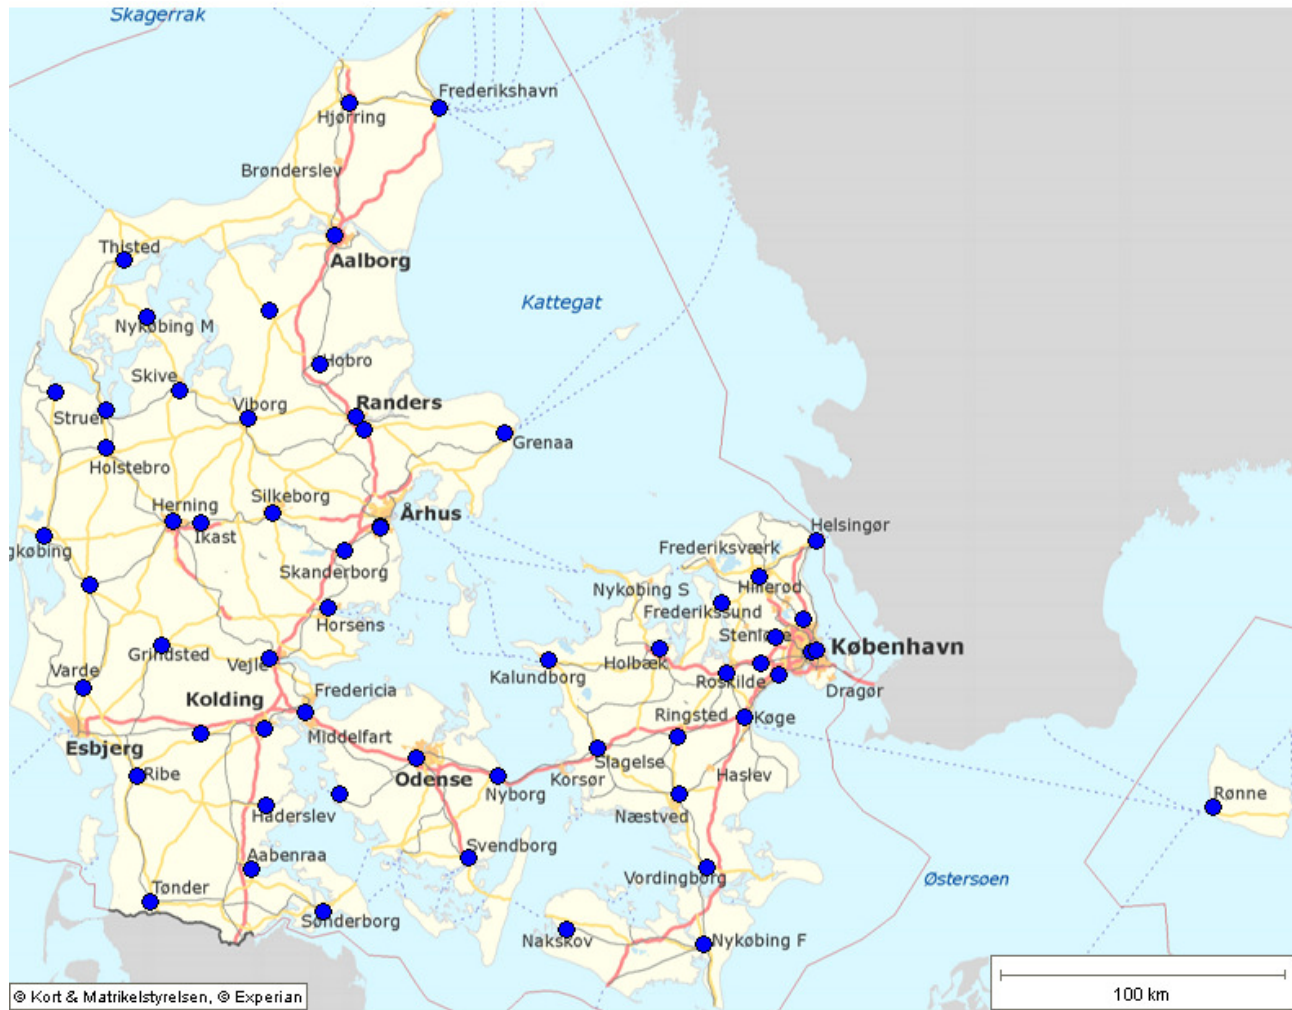 Skagerrak
Frederikshavn
Hjørring
Brønderslev
Thisted
Aalborg
Kattegat
Nykøbing M
Hobro
Skive
Viborg
Randers
Struer
Grenaa
Holstebro
Silkeborg
Herning
Århus
Ikast
Helsingør
gkøbing
Skanderborg
Frederiksværk
Nykøbing S
Hillerød
Frederikssund
Horsens
Stenløse
København
Grindsted
Vejle
Holbæk
Varde
Kalundborg
Roskilde
Dragør
Kolding
Fredericia
Ringsted
Køge
Middelfart
Esbjerg
Slagelse
Ribe
Odense
Korsør
Haslev
Nyborg
Rønne
Haderslev
Næstved
Svendborg
Aabenraa
Vordingborg
Østersøen
Tønder
Sønderborg
Nakskov
Nykøbing F
© Kort & Matrikelstyrelsen, © Experian
100 km